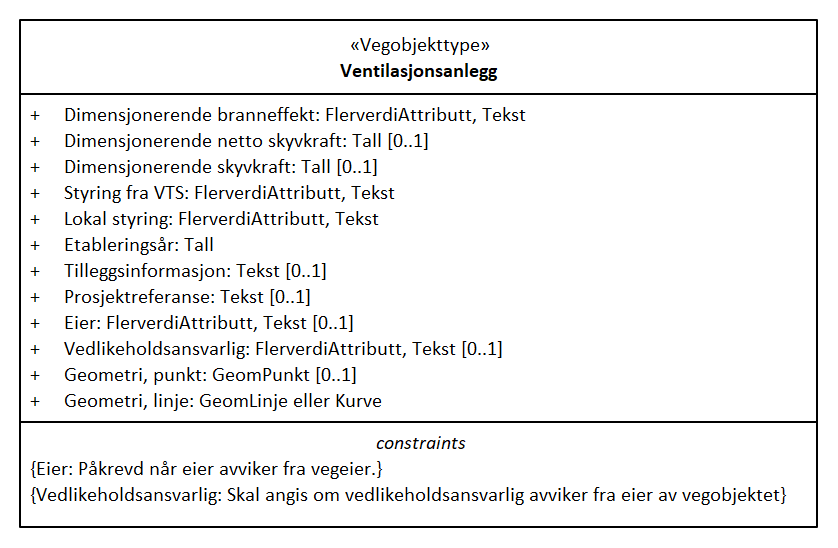 «Vegobjekttype»
Ventilasjonsanlegg
+ Dimensjonerende branneffekt: FlerverdiAttributt, Tekst
+ Dimensjonerende netto skyvkraft: Tall [0..1]
+ Dimensjonerende skyvkraft: Tall [0..1]
+ Styring fra VTS: FlerverdiAttributt, Tekst
+ Lokal styring: FlerverdiAttributt, Tekst
+ Etableringsår: Tall
+ Tilleggsinformasjon: Tekst [0..1]
+ Prosjektreferanse: Tekst [0..1]
+ Eier: FlerverdiAttributt, Tekst [0..1]
+ Vedlikeholdsansvarlig: FlerverdiAttributt, Tekst [0..1]
+ Geometri, punkt: GeomPunkt [0..1]
+ Geometri, linje: GeomLinje eller Kurve
constraints
{Eier: Påkrevd når eier avviker fra vegeier.}
{Vedlikeholdsansvarlig: Skal angis om vedlikeholdsansvarlig avviker fra eier av vegobjektet}